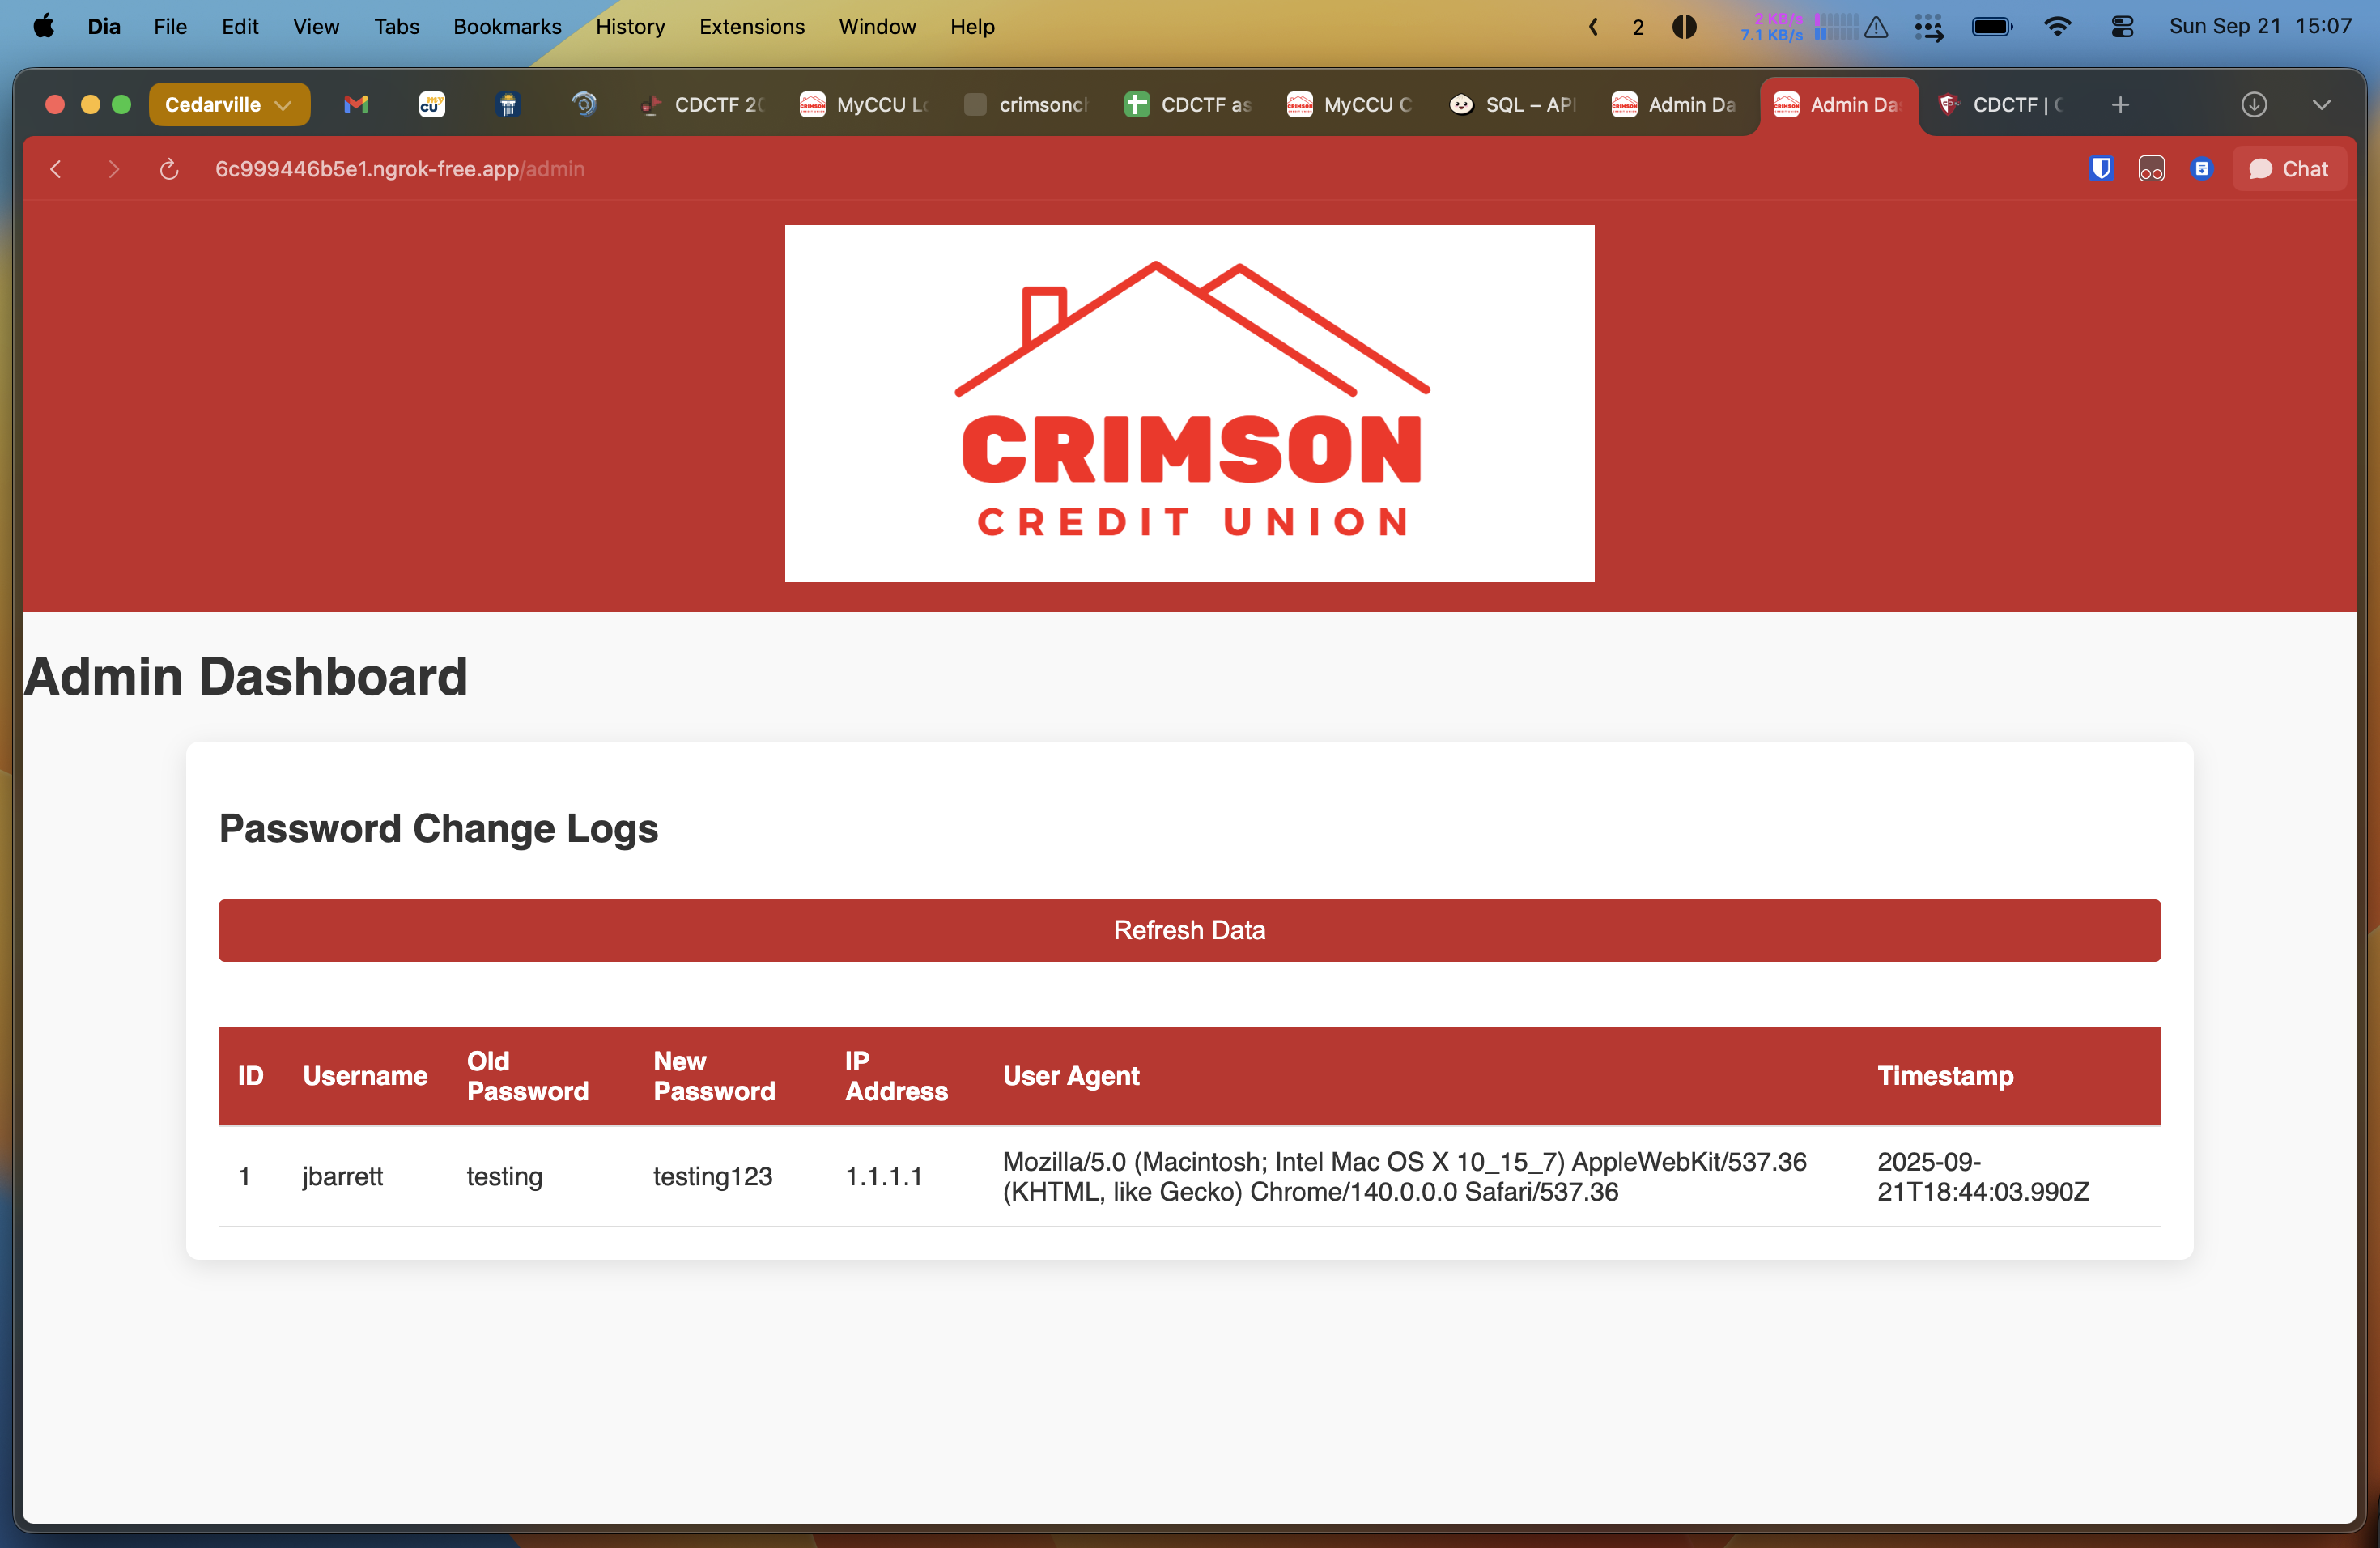 Dia File Edit View Tabs Bookmarks History Extensions Window Help 2 2 KB/s 7.1 KB/s Sun Sep 21 15:07
Cedarville my CU CDCTF 20 MyCCU Lo crimsonch CDCTF as MyCCU C SQL – API Admin Da Admin Da CDCTF | C
6c999446b5e1.ngrok-free.app/admin Chat
CRIMSON
CREDIT UNION
Admin Dashboard
Password Change Logs
Refresh Data
ID Username Old Password New Password IP Address User Agent Timestamp
1 jbarrett testing testing123 1.1.1.1 Mozilla/5.0 (Macintosh; Intel Mac OS X 10_15_7) AppleWebKit/537.36 2025-09-
(KHTML, like Gecko) Chrome/140.0.0.0 Safari/537.36 21T18:44:03.990Z